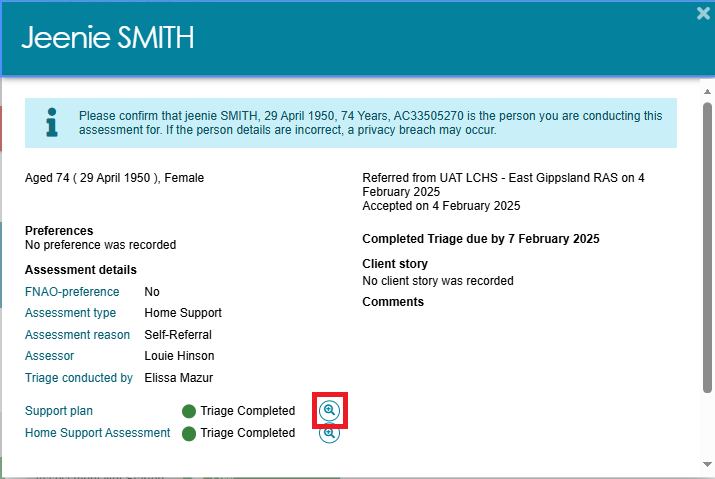 Jeenie SMITH
Please confirm that jeenie SMITH, 29 April 1950, 74 Years, AC33505270 is the person you are conducting this
assessment for. If the person details are incorrect, a privacy breach may occur.
Aged 74 ( 29 April 1950 ), Female
Referred from UAT LCHS - East Gippsland RAS on 4
February 2025
Accepted on 4 February 2025
Preferences
No preference was recorded
Completed Triage due by 7 February 2025
Assessment details
Client story
No client story was recorded
FNAO-preference No
Comments
Assessment type Home Support
Assessment reason Self-Referral
Assessor Louie Hinson
Triage conducted by Elissa Mazur
Support plan Triage Completed
Home Support Assessment Triage Completed